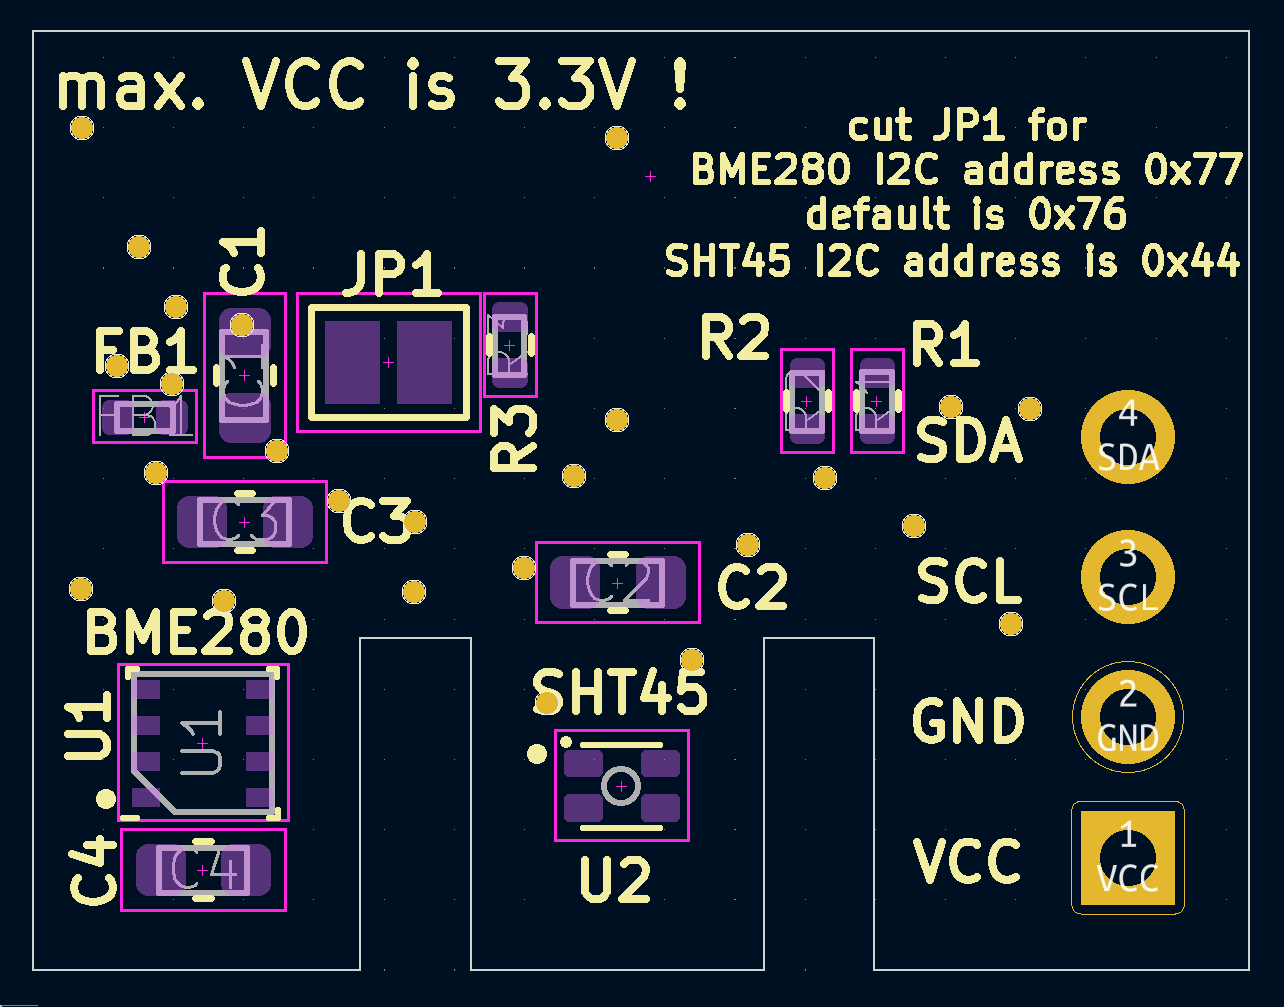 max. VCC is 3.3V !
cut JP1 for
BME280 I2C address 0x77
default is 0x76
SHT45 I2C address is 0x44
C1
JP1
FB1
R3
R2
R1
C1
FB1
R2
R1
SDA
4
SDA
C3
C3
C2
C2
SCL
3
SCL
BME280
U1
U1
SHT45
GND
2
GND
C4
C4
U2
VCC
1
VCC